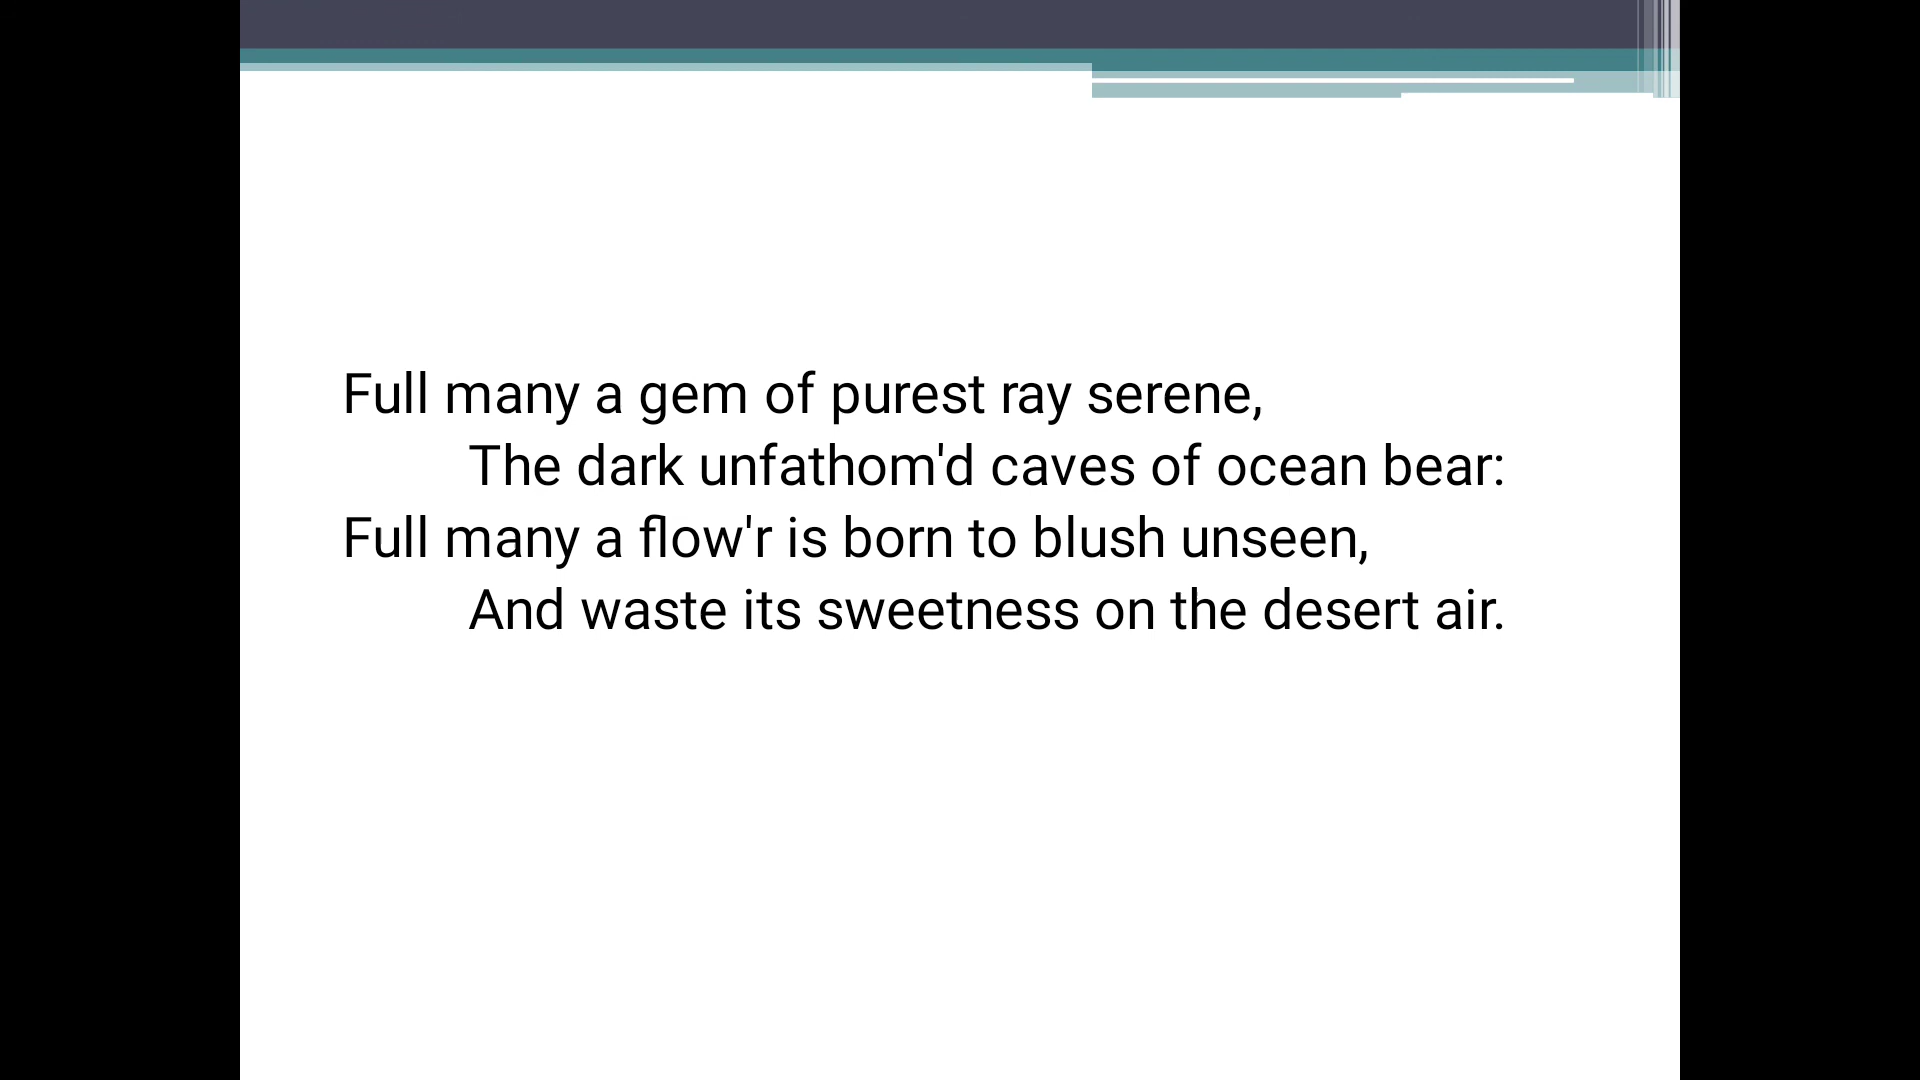 Full many a gem of purest ray serene,
The dark unfathom'd caves of ocean bear:
Full many a flow'r is born to blush unseen,
And waste its sweetness on the desert air.